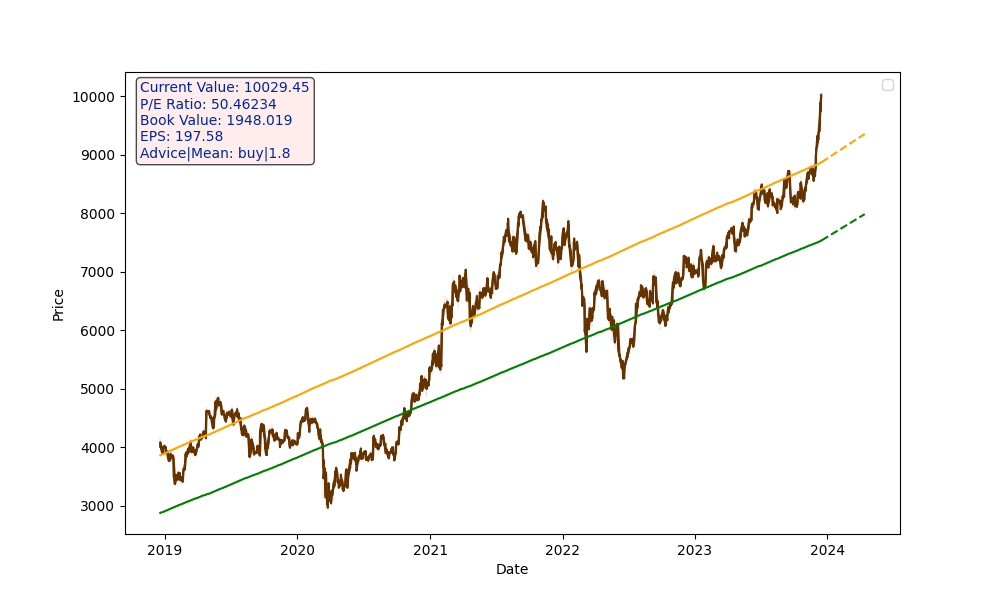 Current Value: 10029.45
P/E Ratio: 50.46234
Book Value: 1948.019
EPS: 197.58
Advice|Mean: buy|1.8
10000
9000
8000
7000
6000
5000
4000
3000
Price
2019 2020 2021 2022 2023 2024
Date